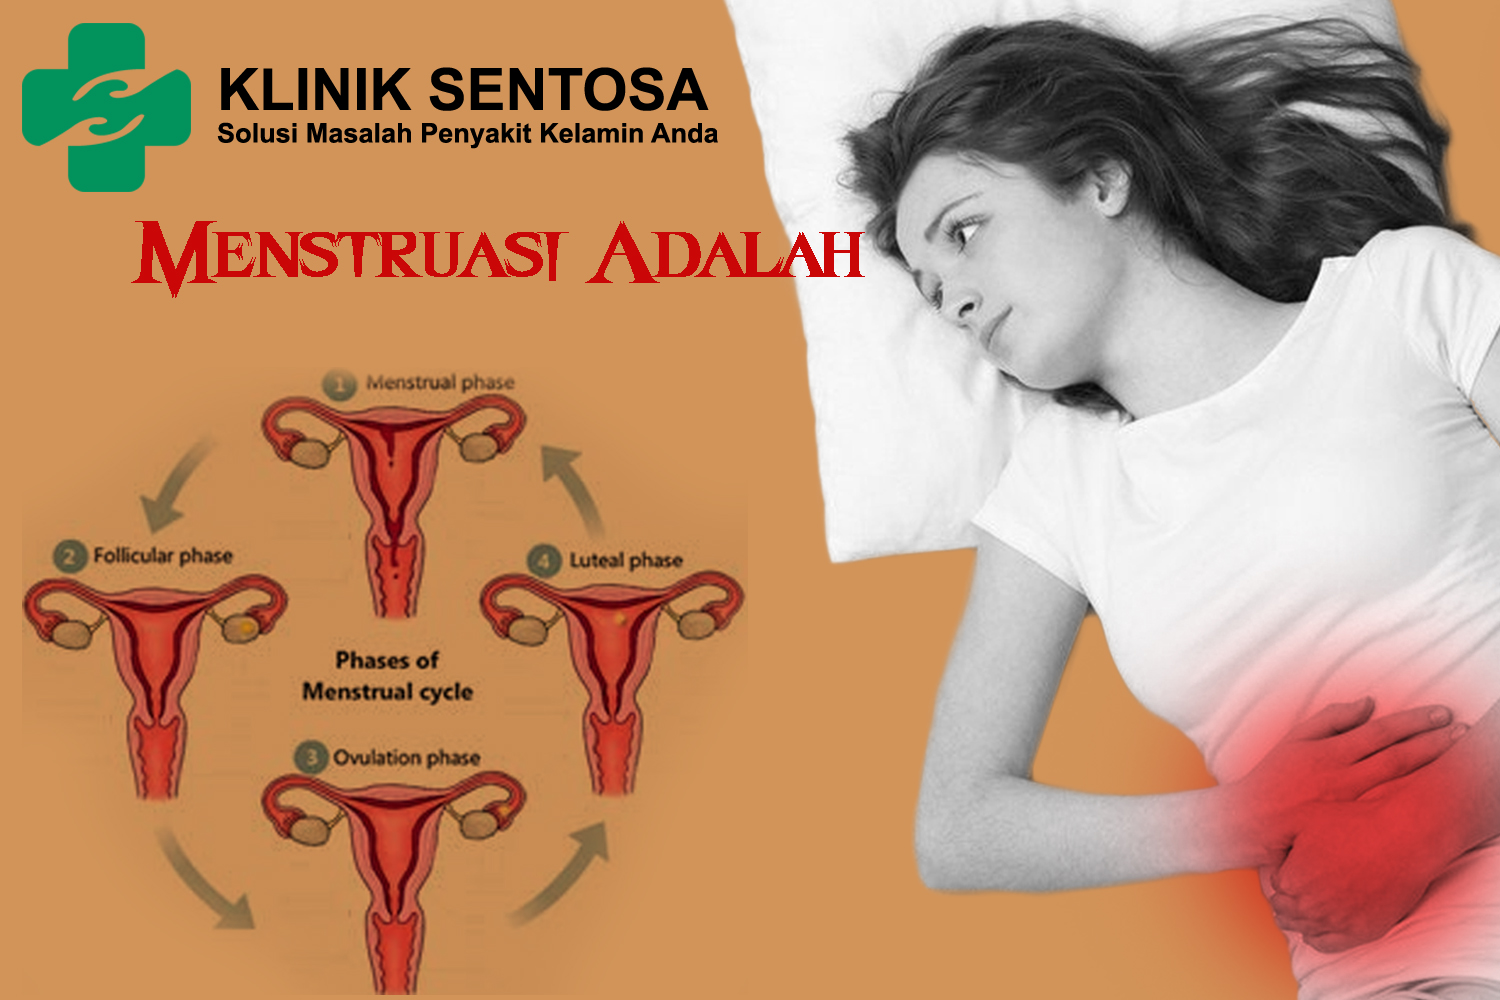 KLINIK SENTOSA
Solusi Masalah Penyakit Kelamin Anda
MENSTRUASI ADALAH
1 Menstrual phase
2 Follicular phase
4 Luteal phase
Phases of
Menstrual cycle
3 Ovulation phase